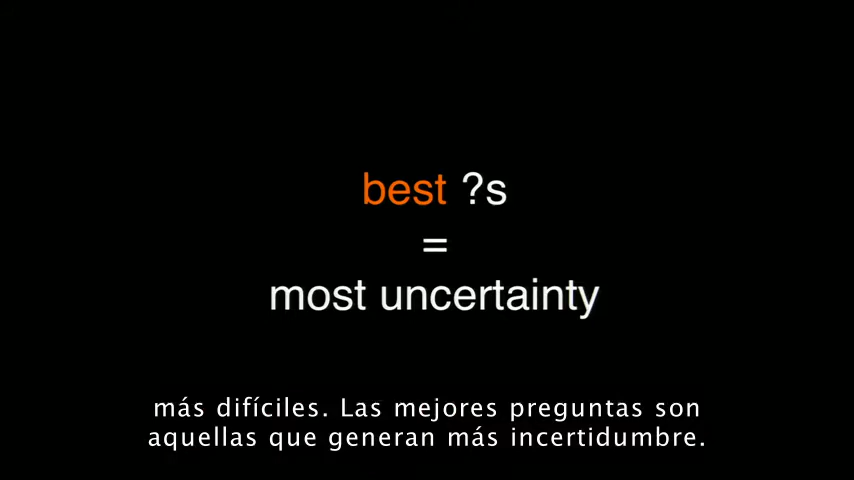 best ?s
=
most uncertainty
más difíciles. Las mejores preguntas son
aquellas que generan más incertidumbre.